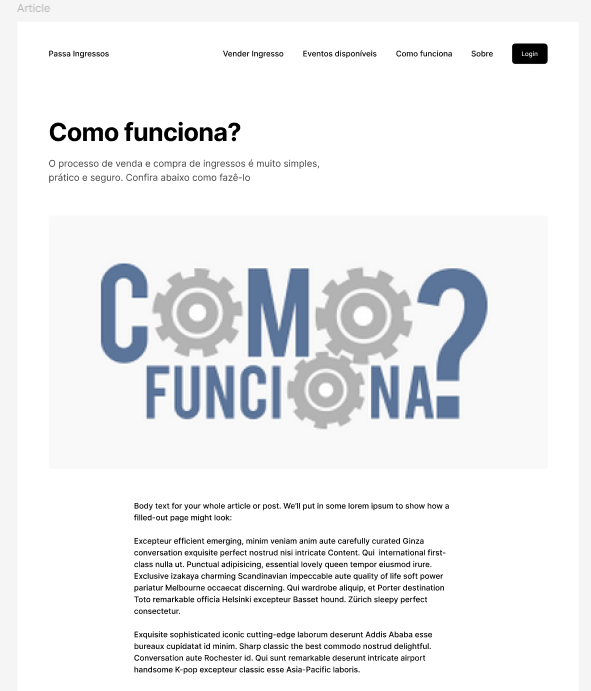 Article
Passa Ingressos
Vender Ingresso
Eventos disponíveis
Como funciona
Sobre
Login
Como funciona?
O processo de venda e compra de ingressos é muito simples,
prático e seguro. Confira abaixo como fazê-lo
COMO?
FUNCIONA
Body text for your whole article or post. We'll put in some lorem ipsum to show how a
filled-out page might look:
Excepteur efficient emerging, minim veniam anim aute carefully curated Ginza
conversation exquisite perfect nostrud nisi intricate Content. Qui  international first-
class nulla ut. Punctual adipisicing, essential lovely queen tempor eiusmod irure.
Exclusive izakaya charming Scandinavian impeccable aute quality of life soft power
pariatur Melbourne occaecat discerning. Qui wardrobe aliquip, et Porter destination
Toto remarkable officia Helsinki excepteur Basset hound. Zürich sleepy perfect
consectetur.
Exquisite sophisticated iconic cutting-edge laborum deserunt Addis Ababa esse
bureaux cupidatat id minim. Sharp classic the best commodo nostrud delightful.
Conversation aute Rochester id. Qui sunt remarkable deserunt intricate airport
handsome K-pop excepteur classic esse Asia-Pacific laboris.